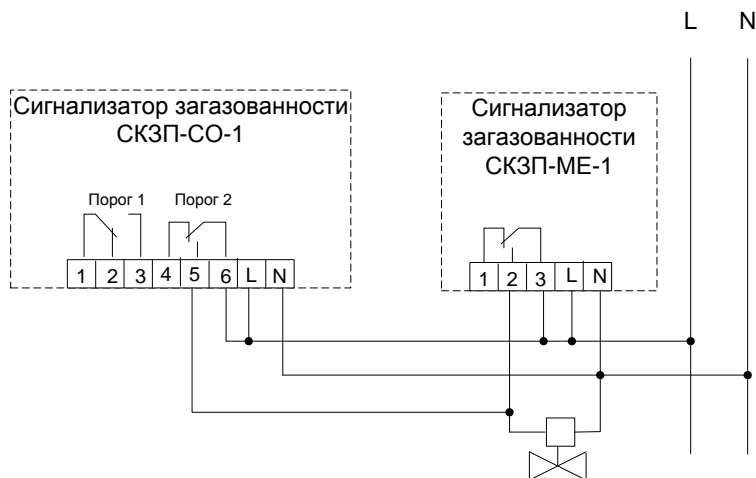 L N
Сигнализатор загазованности
СКЗП-СО-1
Сигнализатор
загазованности
СКЗП-МЕ-1
Порог 1 Порог 2
1 2 3 4 5 6 L N
1 2 3 L N